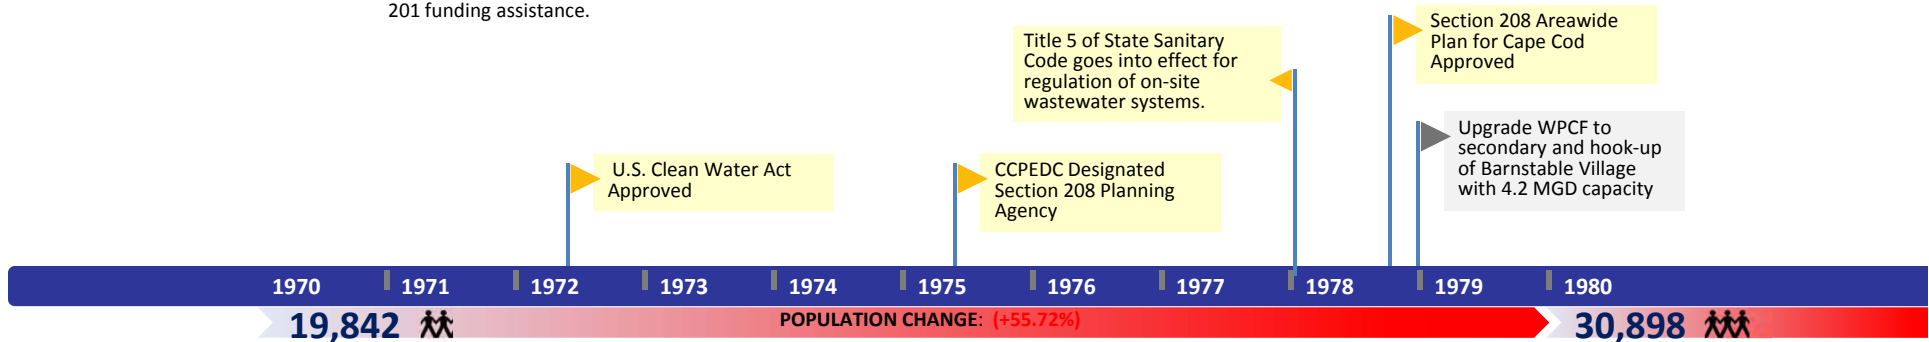 201 funding assistance.
U.S. Clean Water Act
Approved
CCPEDC Designated
Section 208 Planning
Agency
Title 5 of State Sanitary
Code goes into effect for
regulation of on-site
wastewater systems.
Section 208 Areawide
Plan for Cape Cod
Approved
Upgrade WPCF to
secondary and hook-up
of Barnstable Village
with 4.2 MGD capacity
1970 1971 1972 1973 1974 1975 1976 1977 1978 1979 1980
19,842 POPULATION CHANGE: (+55.72%) 30,898